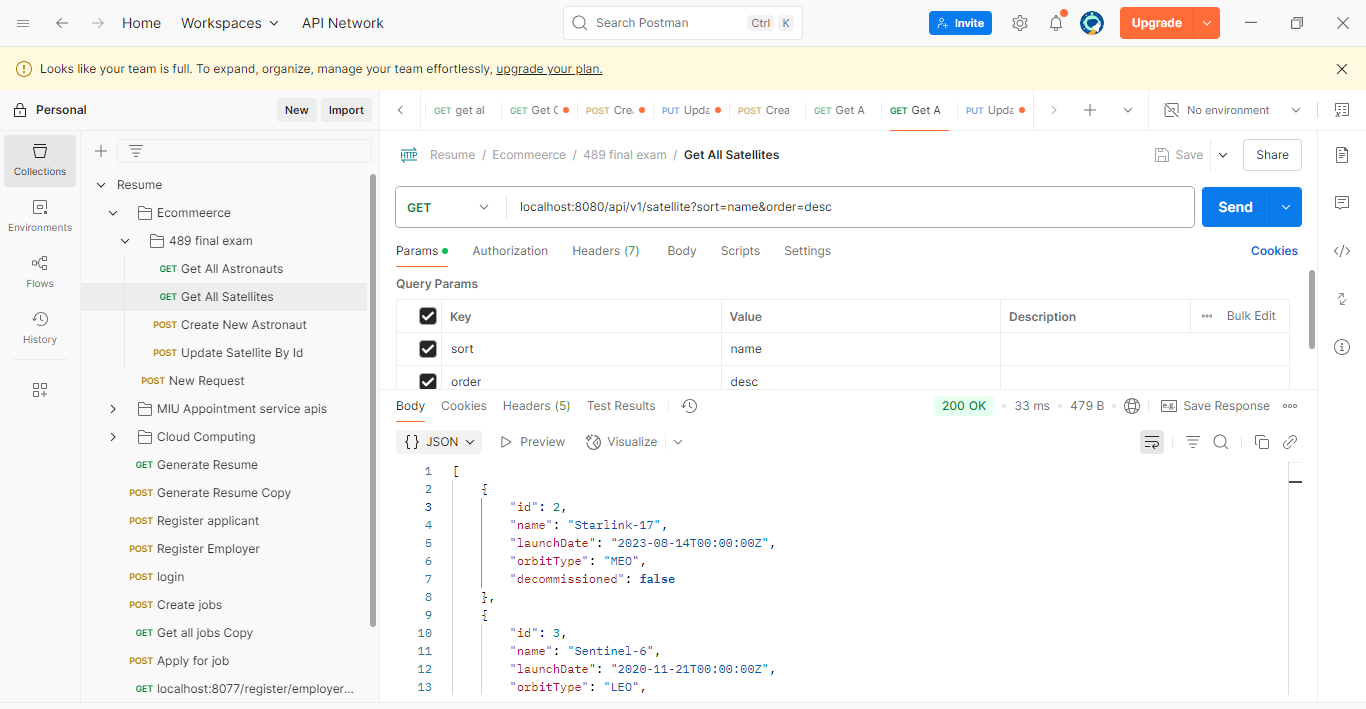 Home Workspaces API Network Search Postman Ctrl K Invite Upgrade
Looks like your team is full. To expand, organize, manage your team effortlessly, upgrade your plan.
Personal New Import
GET get al GET Get C POST Cre PUT Upda POST Crea GET Get A GET Get A PUT Upda No environment
Collections
Environments
Flows
History
Resume
Ecommeerce
489 final exam
GET Get All Astronauts
GET Get All Satellites
POST Create New Astronaut
POST Update Satellite By Id
POST New Request
MIU Appointment service apis
Cloud Computing
GET Generate Resume
POST Generate Resume Copy
POST Register applicant
POST Register Employer
POST login
POST Create jobs
GET Get all jobs Copy
POST Apply for job
GET localhost:8077/register/employer...
HTTP Resume / Ecommeerce / 489 final exam / Get All Satellites Save Share
GET localhost:8080/api/v1/satellite?sort=name&order=desc Send
Params Authorization Headers (7) Body Scripts Settings Cookies
Query Params
Key Value Description Bulk Edit
sort name
order desc
Body Cookies Headers (5) Test Results 200 OK 33 ms 479 B e.g. Save Response
{} JSON Preview Visualize
1 [
2 {
3 "id": 2,
4 "name": "Starlink-17",
5 "launchDate": "2023-08-14T00:00:00Z",
6 "orbitType": "MEO",
7 "decommissioned": false
8 },
9 {
10 "id": 3,
11 "name": "Sentinel-6",
12 "launchDate": "2020-11-21T00:00:00Z",
13 "orbitType": "LEO",